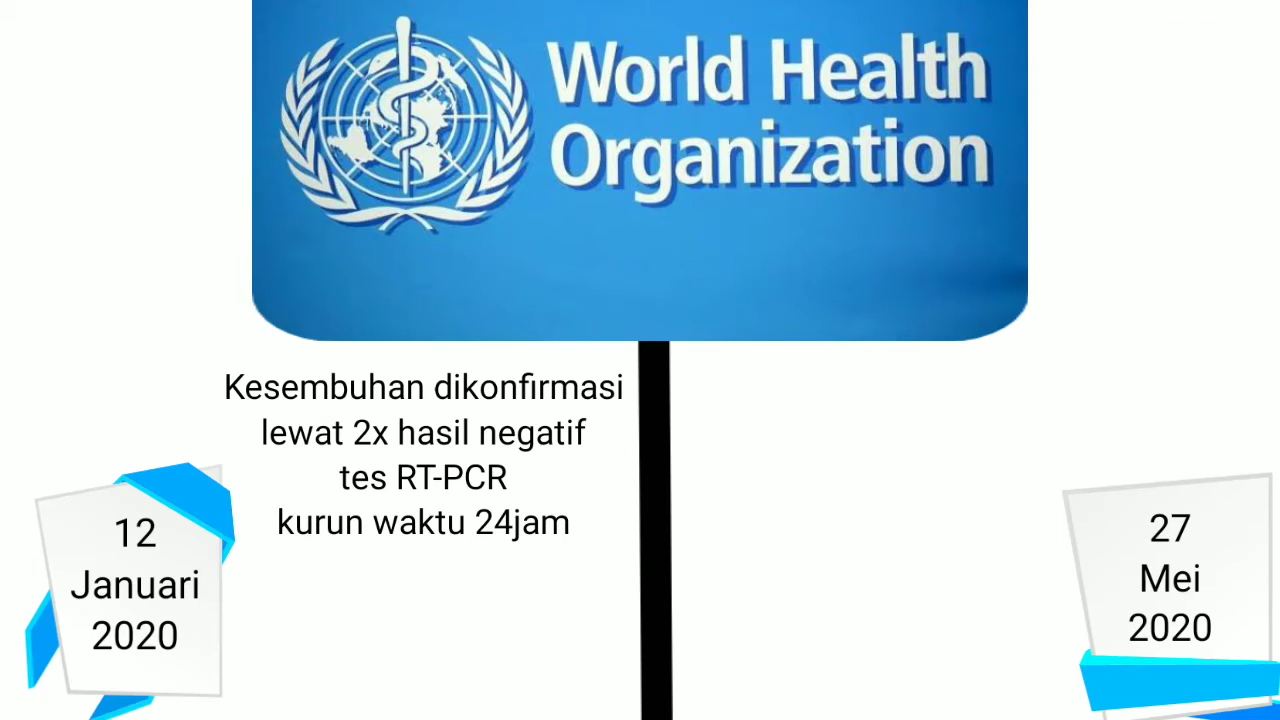 World Health
Organization
Kesembuhan dikonfirmasi
lewat 2x hasil negatif
tes RT-PCR
kurun waktu 24jam
12
Januari
2020
27
Mei
2020